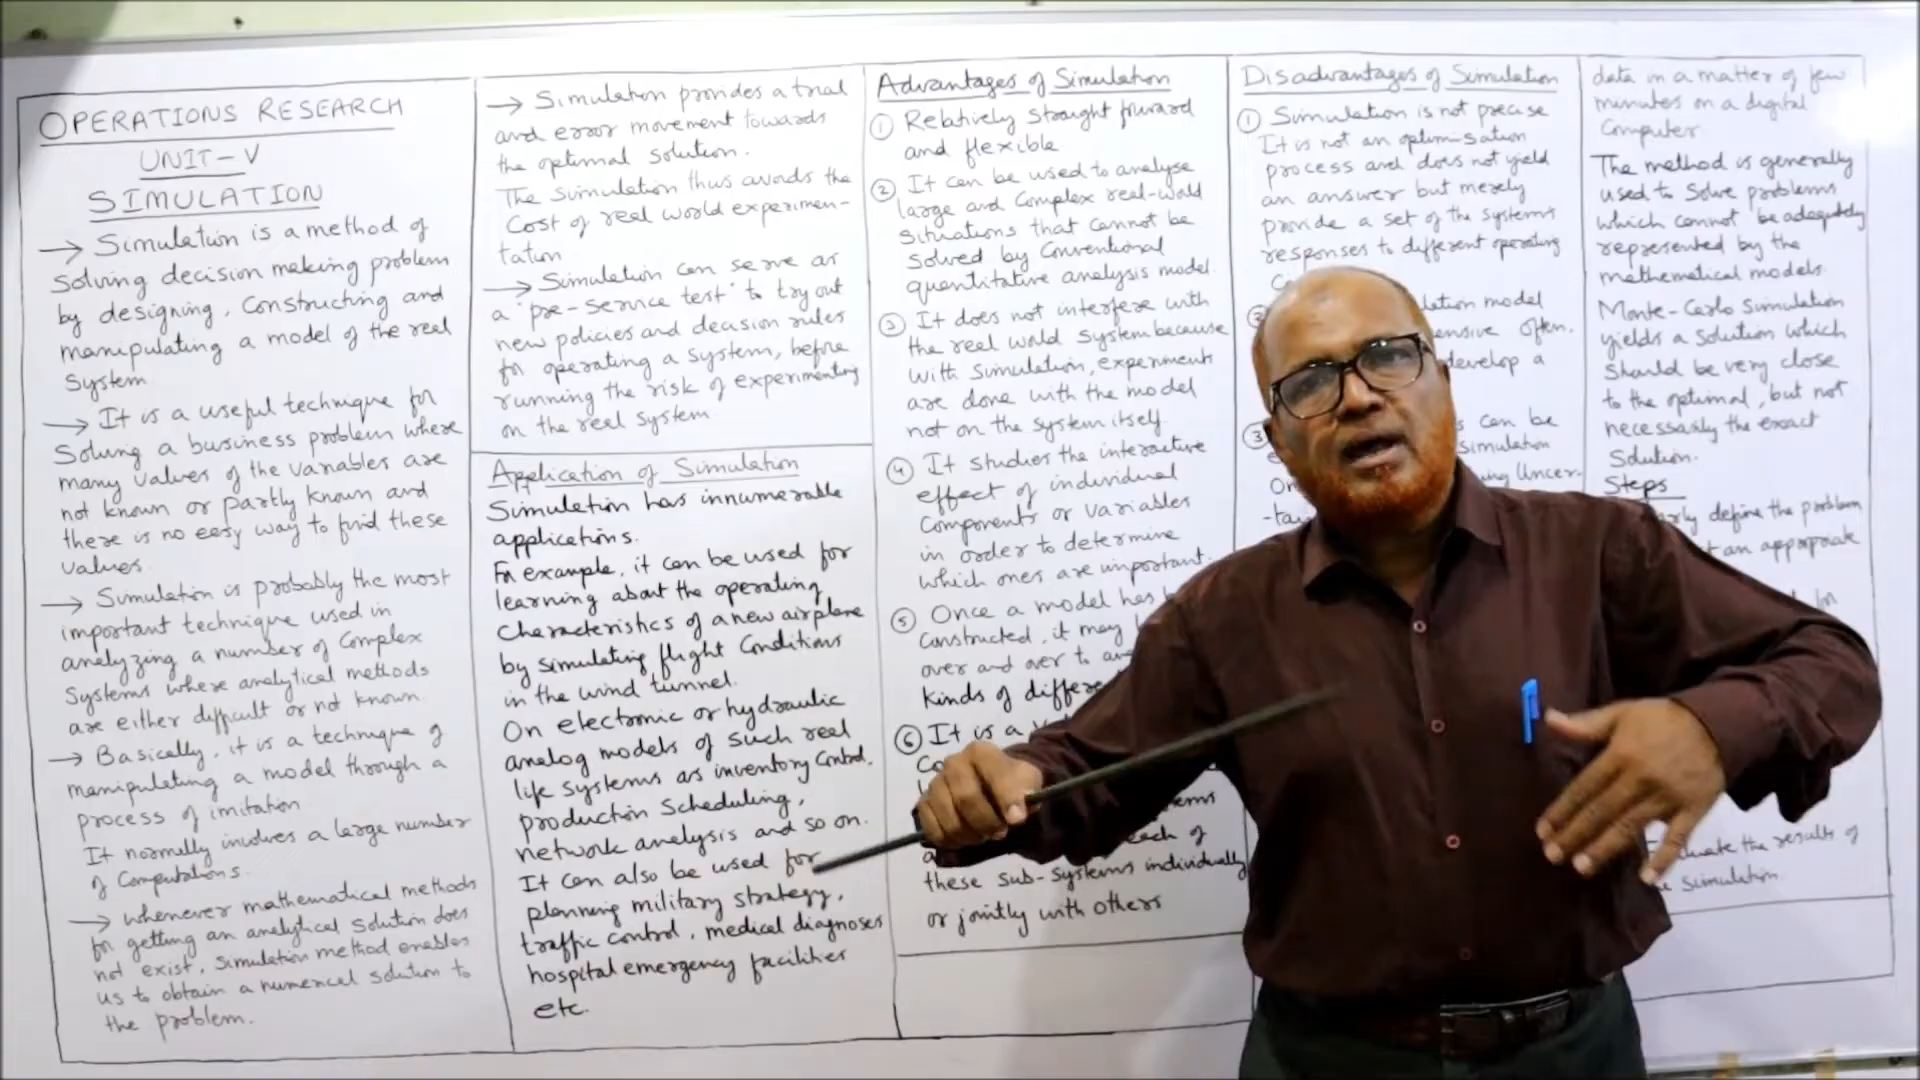 OPERATIONS RESEARCH
UNIT-V
SIMULATION
→ Simulation is a method of
solving decision making problem
by designing, constructing and
manipulating a model of the real
system
→ It is a useful technique for
Solving a business problem where
many values of the variables are
not known or partly known and
there is no easy way to find these
values.
→ Simulation is probably the most
important technique used in
analyzing a number of complex
systems where analytical methods
are either difficult or not known.
→ Basically, it is a technique of
manipulating a model through a
process of imitation
It normally involves a large number
of Computations.
→ whenever mathematical methods
for getting an analytical solution does
not exist, simulation method enables
us to obtain a numerical solution to
the problem.
→ Simulation provides a trial
and error movement towards
the optimal solution.
The simulation thus avoids the
Cost of real world experimen-
tation
→ Simulation can serve as
a "pre-service test" to try out
new policies and decision rules
for operating a system, before
running the risk of experimenting
on the real system.
Application of Simulation
Simulation has innumerable
applications.
For example, it can be used for
learning about the operating
characteristics of a new airplane
by simulating flight conditions
in the wind tunnel.
On electronic or hydraulic
analog models of such real
life systems as inventory control,
production scheduling,
network analysis and so on.
It can also be used for
planning military strategy,
traffic control, medical diagnoses
hospital emergency facilities
etc.
Advantages of Simulation
① Relatively straight forward
and flexible
② It can be used to analyse
large and complex real-world
situations that cannot be
solved by conventional
quantitative analysis model.
③ It does not interfere with
the real world system because
with simulation, experiments
are done with the model
not on the system itself.
④ It studies the interactive
effect of individual
components or variables
in order to determine
which ones are important.
⑤ Once a model has
constructed, it may
over and over to
kinds of
⑥ It is a
each of
these sub-systems individually
or jointly with others
Disadvantages of Simulation
① Simulation is not precise
It is not an optimisation
process and does not yield
an answer but merely
provide a set of the systems
responses to different operating
model
often.
develop a
③
can be
simulation
data in a matter of few
minutes on a digital
Computer
The method is generally
used to solve problems
which cannot be adequately
represented by the
mathematical models.
Monte-Carlo simulation
yields a solution which
should be very close
to the optimal, but not
necessarily the exact
solution.
Steps
define the problem
an appropriate
the results of
simulation.